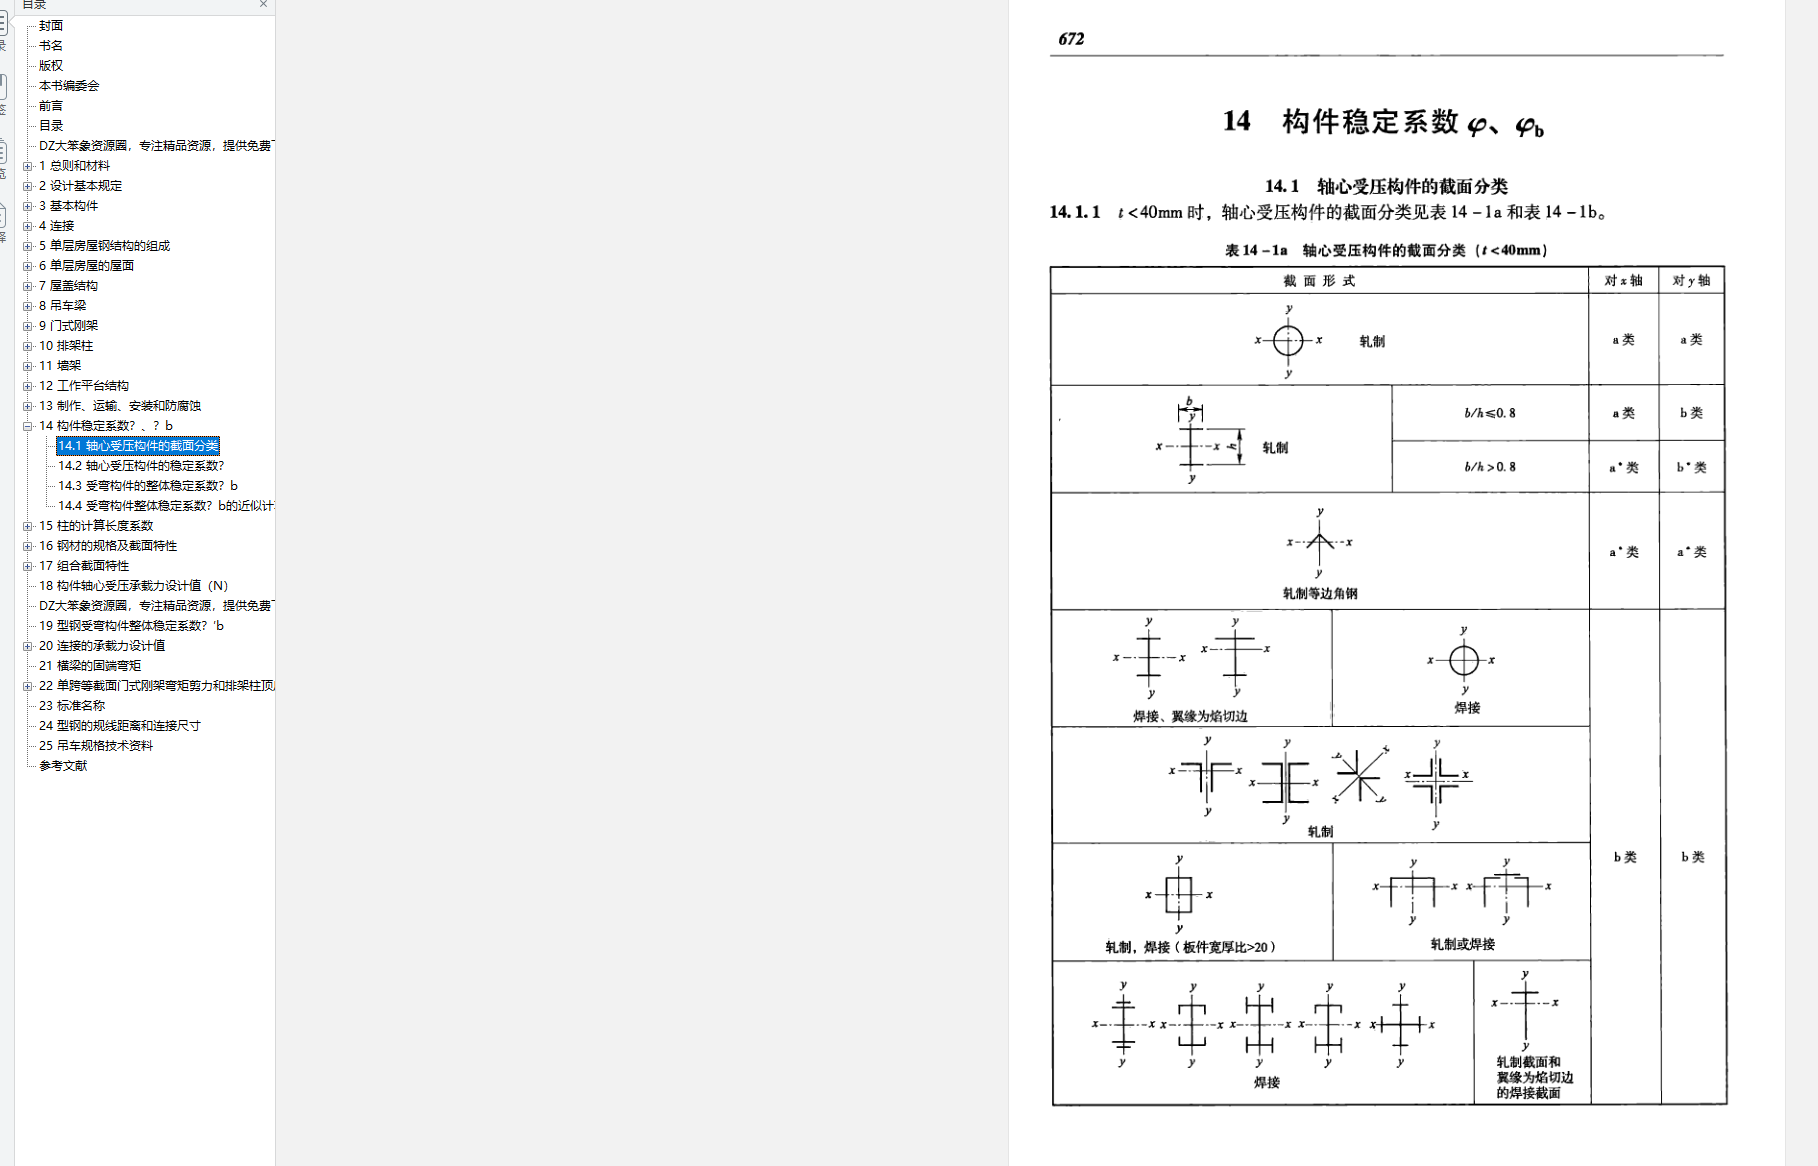 目录
封面
书名
版权
本书编委会
前言
目录
DZ大笨象资源圈，专注精品资源，提供免费
1 总则和材料
2 设计基本规定
3 基本构件
4 连接
5 单层房屋钢结构的组成
6 单层房屋的屋面
7 屋盖结构
8 吊车梁
9 门式刚架
10 排架柱
11 墙架
12 工作平台结构
13 制作、运输、安装和防腐蚀
14 构件稳定系数？、？b
14.1 轴心受压构件的截面分类
14.2 轴心受压构件的稳定系数?
14.3 受弯构件的整体稳定系数？b
14.4 受弯构件整体稳定系数？b的近似计
15 柱的计算长度系数
16 钢材的规格及截面特性
17 组合截面特性
18 构件轴心受压承载力设计值（N）
DZ大笨象资源圈，专注精品资源，提供免费
19 型钢受弯构件整体稳定系数？'b
20 连接的承载力设计值
21 横梁的固端弯矩
22 单跨等截面门式刚架弯矩剪力和排架柱顶
23 标准名称
24 型钢的规线距离和连接尺寸
25 吊车规格技术资料
参考文献
672
14 构件稳定系数 φ、φb
14.1 轴心受压构件的截面分类
14.1.1 t<40mm 时，轴心受压构件的截面分类见表 14-1a 和表 14-1b。
表 14-1a 轴心受压构件的截面分类（t<40mm）
截面形式 对 x 轴 对 y 轴
y
x x 轧制 a 类 a 类
y
b
y
x x h 轧制
y
b/h≤0.8 a 类 b 类
b/h>0.8 a* 类 b* 类
y
x x
y
轧制等边角钢
a* 类 a* 类
y y y
x x x x x x
y y y
焊接、翼缘为焰切边 焊接
y y y y
x x x x x x x x
y y y y
轧制
b 类 b 类
y y y
x x x x x x
y y y
轧制，焊接（板件宽厚比>20） 轧制或焊接
y y y y y y
x x x x x x x x x x x x
y y y y y y
焊接
轧制截面和
翼缘为焰切边
的焊接截面